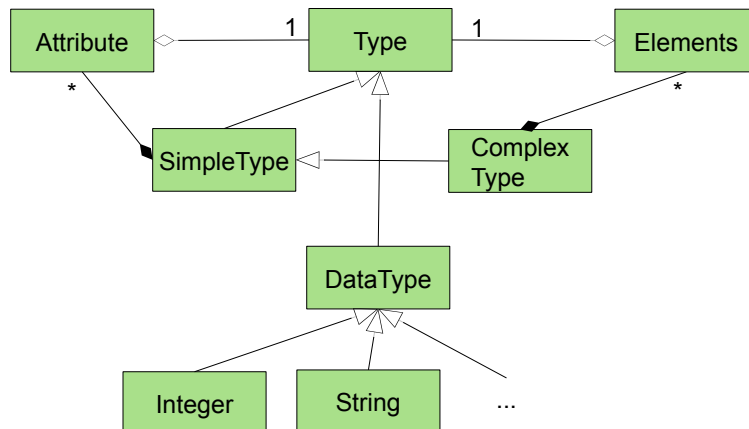 Attribute
1
Type
1
Elements
*
*
SimpleType
Complex
Type
DataType
Integer
String
...